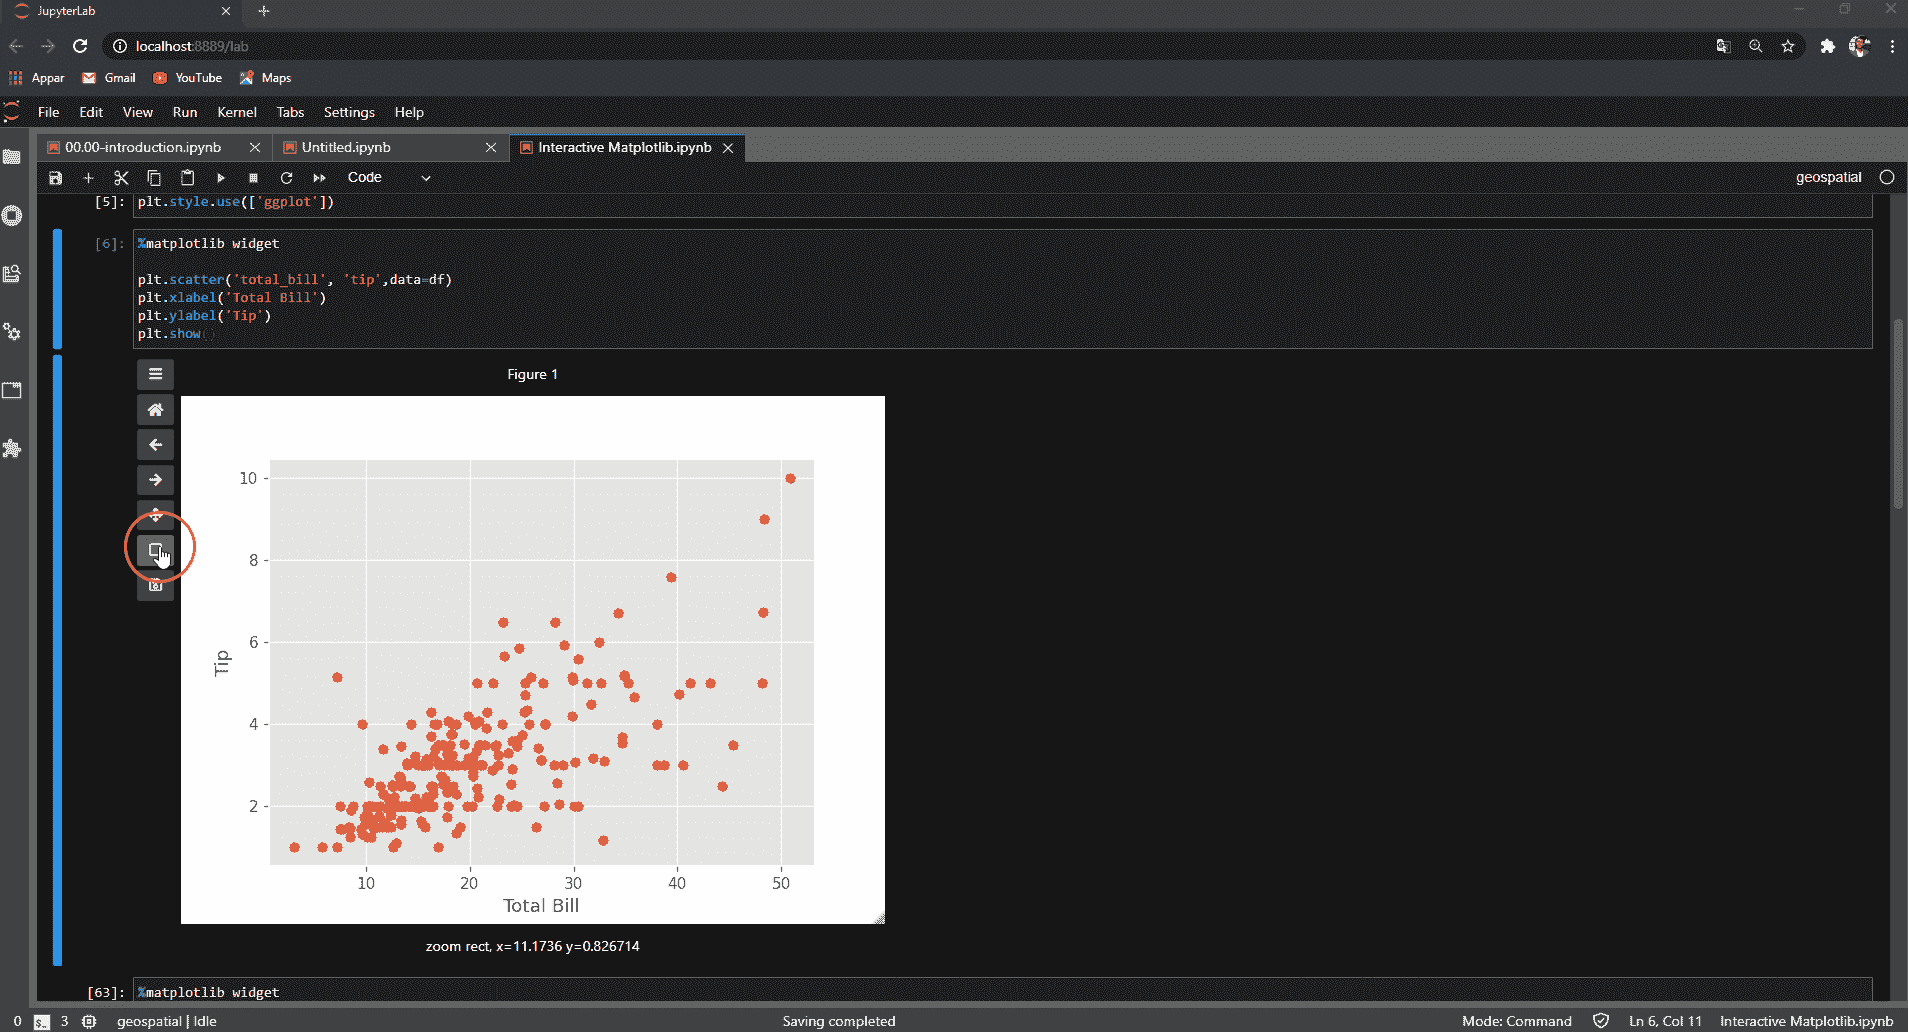 JupyterLab
localhost:8889/lab
Appar Gmail YouTube Maps
File Edit View Run Kernel Tabs Settings Help
00.00-introduction.ipynb Untitled.ipynb Interactive Matplotlib.ipynb
Code geospatial
[5]: plt.style.use(['ggplot'])
[6]: %matplotlib widget
plt.scatter('total_bill', 'tip',data=df)
plt.xlabel('Total Bill')
plt.ylabel('Tip')
plt.show()
Figure 1
10
8
6
Tip
4
2
10 20 30 40 50
Total Bill
zoom rect, x=11.1736 y=0.826714
[63]: %matplotlib widget
0 $_ 3 geospatial | Idle Saving completed Mode: Command Ln 6, Col 11 Interactive Matplotlib.ipynb